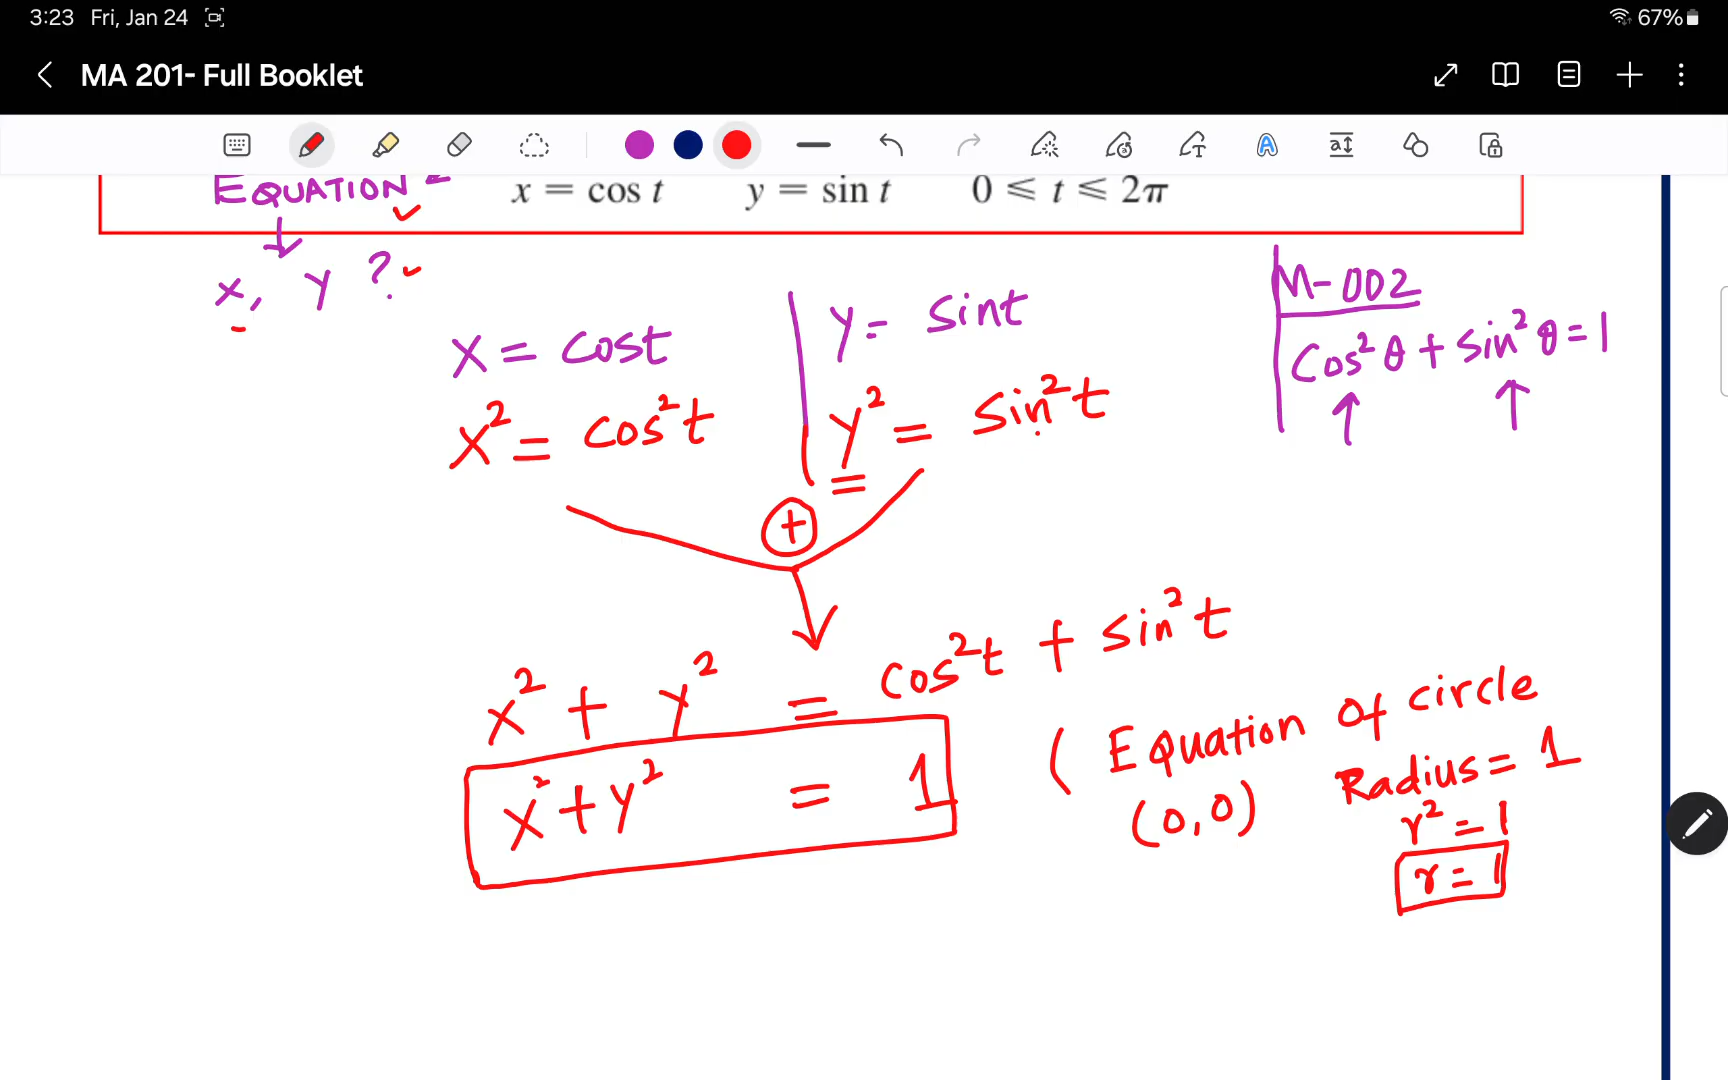 3:23 Fri, Jan 24
67%
MA 201- Full Booklet
EQUATION
x = cos t y = sin t 0 ⩽ t ⩽ 2π
x, y ?
M-002
x = cost
y = sint
cos²θ + sin²θ = 1
x² = cos²t
y² = sin²t
+
x² + y² = cos²t + sin²t
x² + y² = 1
( Equation of circle
(0,0) Radius = 1
r² = 1
r = 1